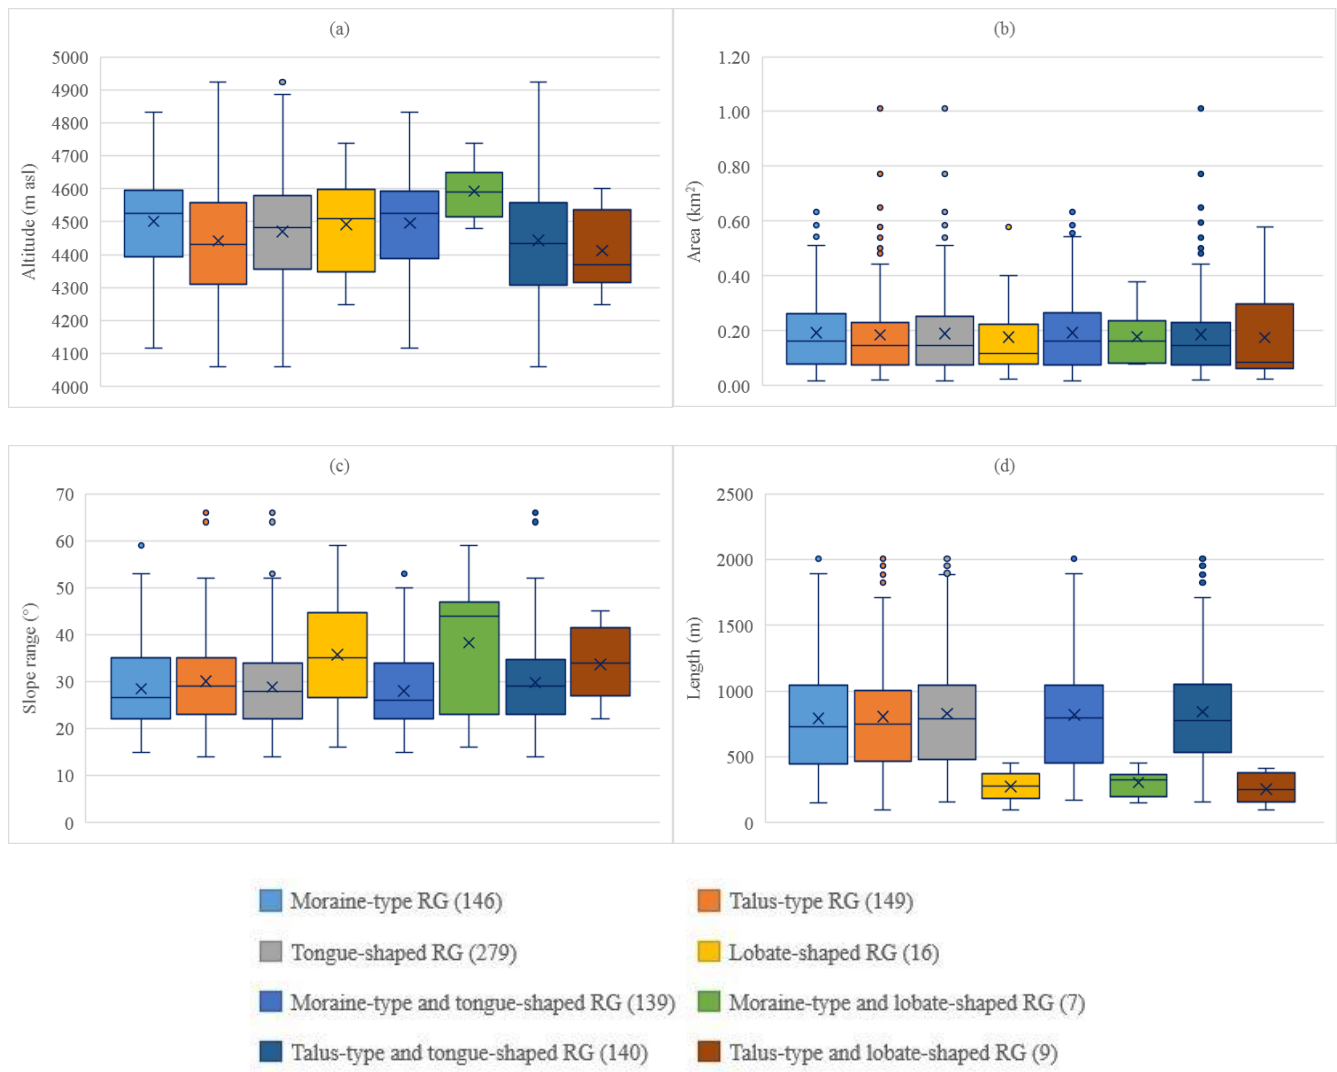 (a)
5000
4900
4800
4700
4600
4500
4400
4300
4200
4100
4000
Altitude (m asl)
(b)
1.20
1.00
0.80
0.60
0.40
0.20
0.00
Area (km²)
(c)
70
60
50
40
30
20
10
0
Slope range (°)
(d)
2500
2000
1500
1000
500
0
Length (m)
Moraine-type RG (146)
Talus-type RG (149)
Tongue-shaped RG (279)
Lobate-shaped RG (16)
Moraine-type and tongue-shaped RG (139)
Moraine-type and lobate-shaped RG (7)
Talus-type and tongue-shaped RG (140)
Talus-type and lobate-shaped RG (9)